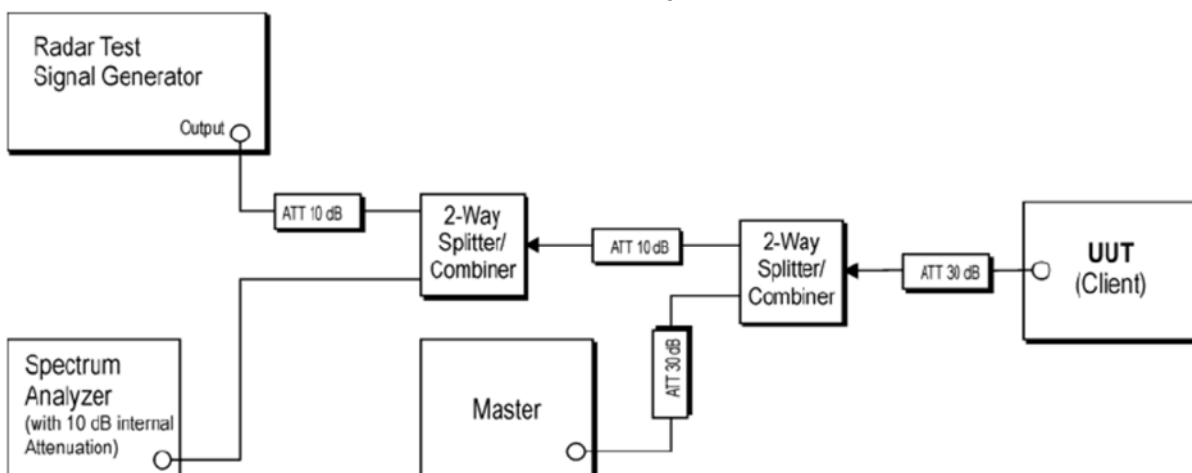 Radar Test
Signal Generator
Output
ATT 10 dB
2-Way
Splitter/
Combiner
ATT 10 dB
2-Way
Splitter/
Combiner
ATT 30 dB
UUT
(Client)
ATT 30 dB
Spectrum
Analyzer
(with 10 dB internal
Attenuation)
Master